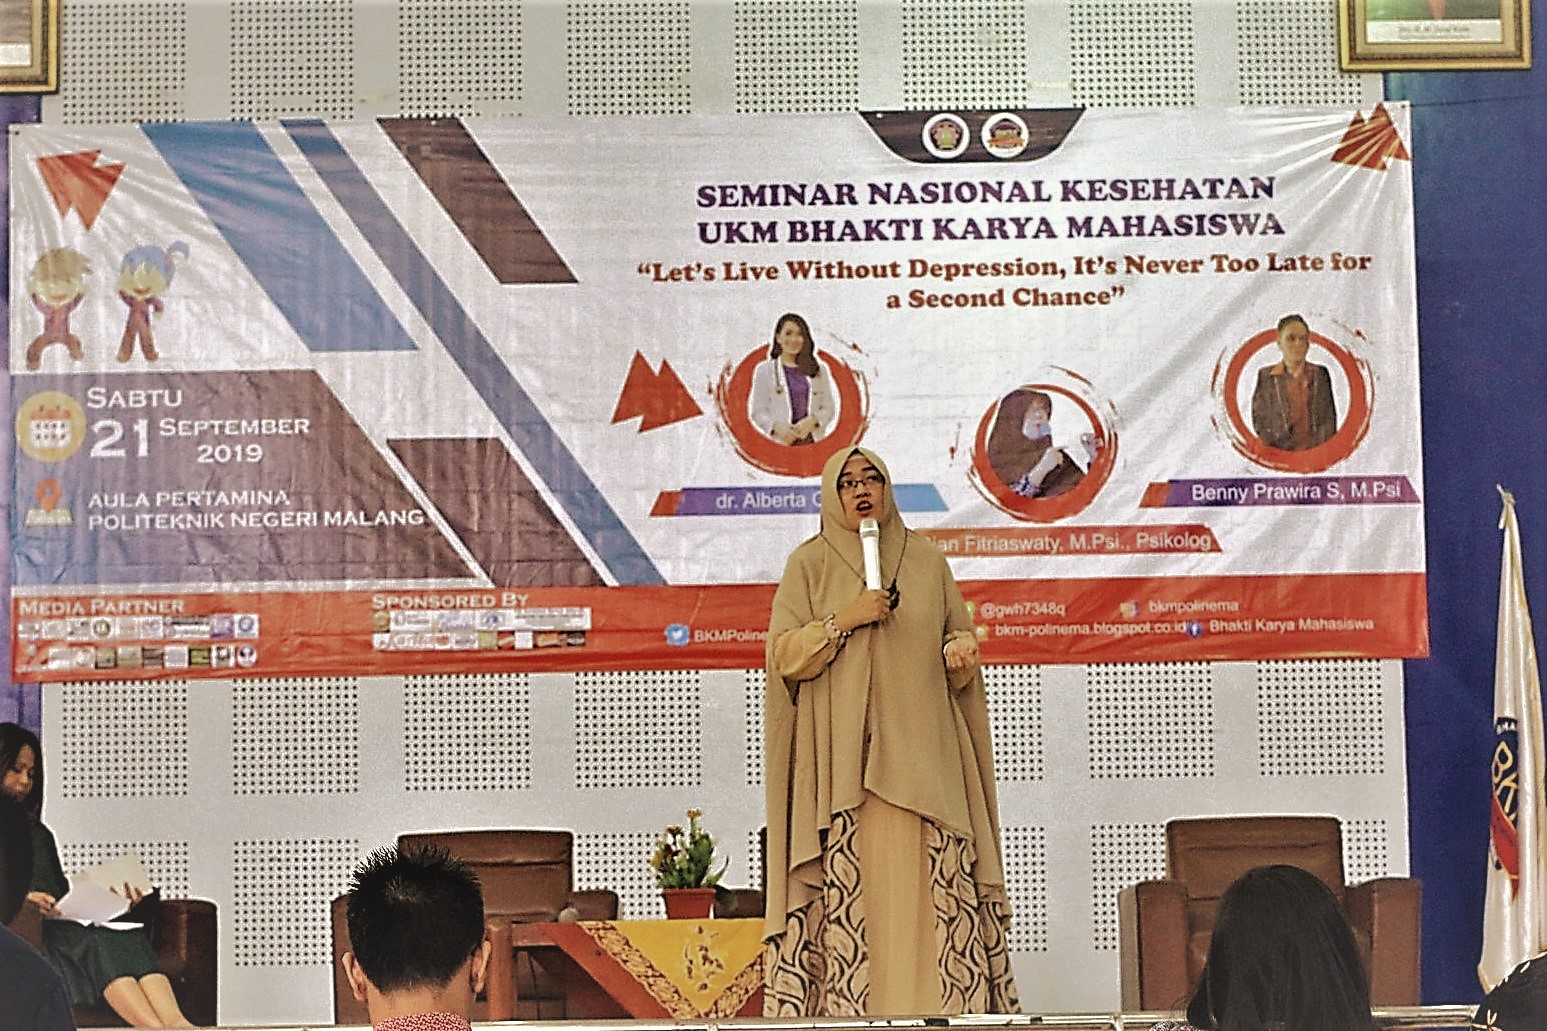 SEMINAR NASIONAL KESEHATAN
UKM BHAKTI KARYA MAHASISWA
“Let's Live Without Depression, It's Never Too Late for
a Second Chance”
SABTU
21 SEPTEMBER
2019
AULA PERTAMINA
POLITEKNIK NEGERI MALANG
dr. Alberta
Fitriaswaty, M.Psi., Psikolog
Benny Prawira S, M.Psi
MEDIA PARTNER
SPONSORED BY
@gwh7348q
bkmpolinema
bkm-polinema.blogspot.co.id
Bhakti Karya Mahasiswa